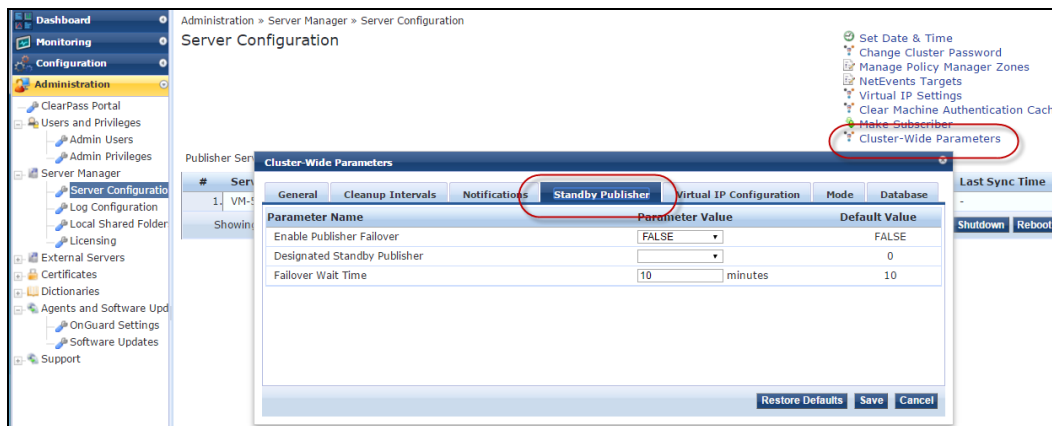 Dashboard
Monitoring
Configuration
Administration
ClearPass Portal
Users and Privileges
Admin Users
Admin Privileges
Server Manager
Server Configuratio
Log Configuration
Local Shared Folder
Licensing
External Servers
Certificates
Dictionaries
Agents and Software Upd
OnGuard Settings
Software Updates
Support
Administration » Server Manager » Server Configuration
Server Configuration
Set Date & Time
Change Cluster Password
Manage Policy Manager Zones
NetEvents Targets
Virtual IP Settings
Clear Machine Authentication Cach
Make Subscriber
Cluster-Wide Parameters
Publisher Ser
# Serv Last Sync Time
1. VM-5 -
Showing Shutdown Reboot
Cluster-Wide Parameters
General Cleanup Intervals Notifications Standby Publisher Virtual IP Configuration Mode Database
Parameter Name Parameter Value Default Value
Enable Publisher Failover FALSE FALSE
Designated Standby Publisher 0
Failover Wait Time 10 minutes 10
Restore Defaults Save Cancel